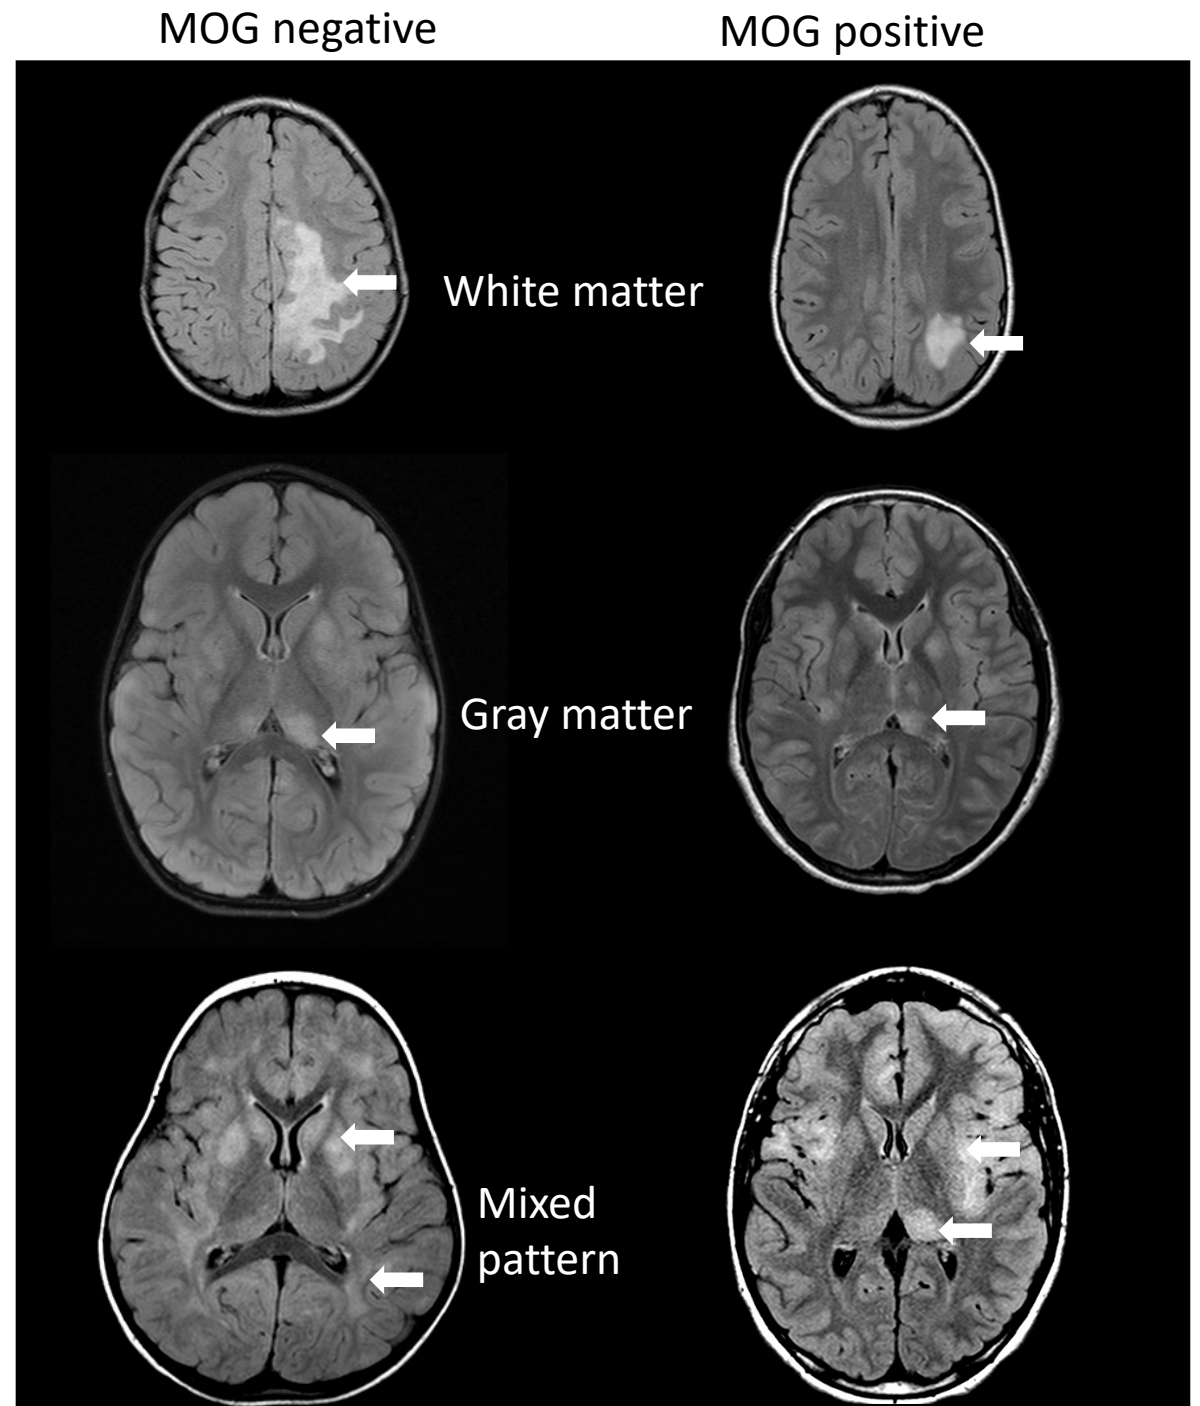 MOG negative
MOG positive
White matter
Gray matter
Mixed
pattern